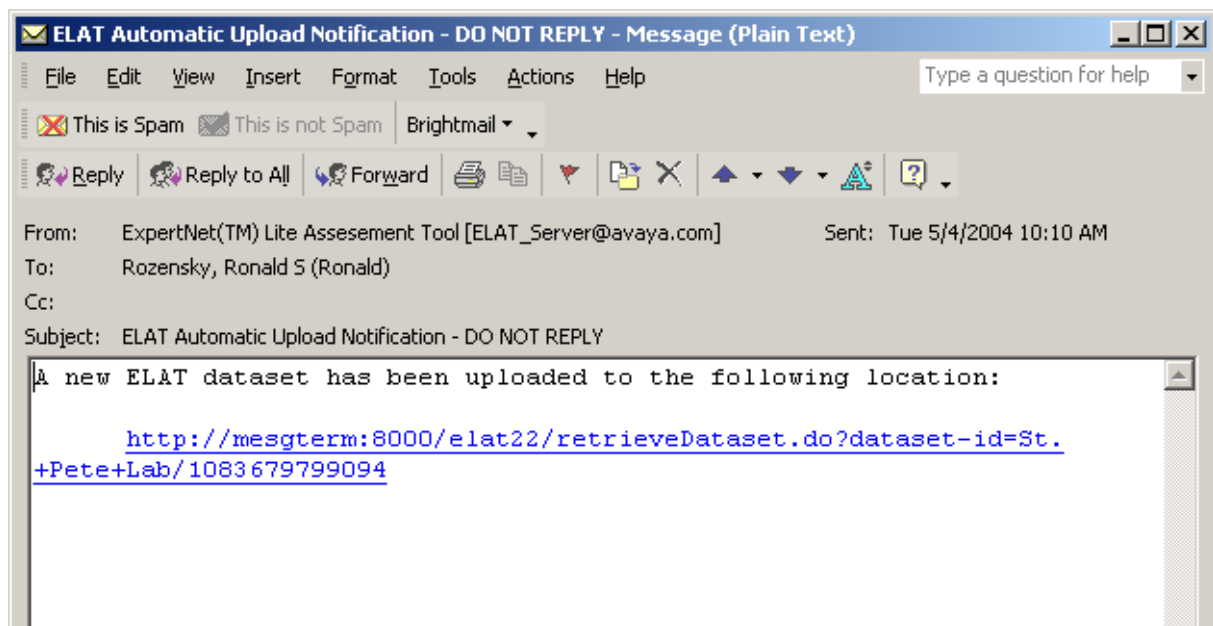 ELAT Automatic Upload Notification - DO NOT REPLY - Message (Plain Text)
File Edit View Insert Format Tools Actions Help Type a question for help
This is Spam This is not Spam Brightmail
Reply Reply to All Forward
From: ExpertNet(TM) Lite Assesement Tool [ELAT_Server@avaya.com] Sent: Tue 5/4/2004 10:10 AM
To: Rozensky, Ronald S (Ronald)
Cc:
Subject: ELAT Automatic Upload Notification - DO NOT REPLY
A new ELAT dataset has been uploaded to the following location:
http://mesgterm:8000/elat22/retrieveDataset.do?dataset-id=St.
+Pete+Lab/1083679799094